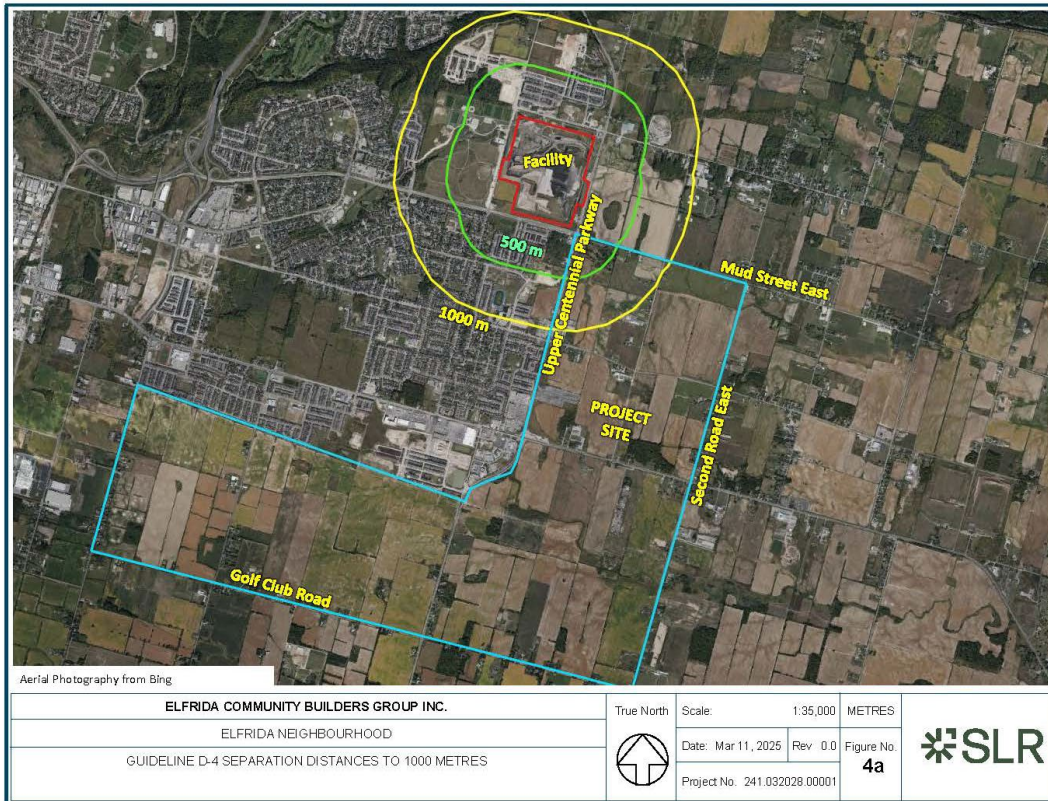 Facility
500 m
1000 m
Upper Centennial Parkway
Mud Street East
PROJECT
SITE
Second Road East
Golf Club Road
Aerial Photography from Bing
ELFRIDA COMMUNITY BUILDERS GROUP INC.
ELFRIDA NEIGHBOURHOOD
GUIDELINE D-4 SEPARATION DISTANCES TO 1000 METRES
True North
Scale: 1:35,000 METRES
Date: Mar 11, 2025 Rev 0.0 Figure No.
4a
Project No. 241.032028.00001
SLR